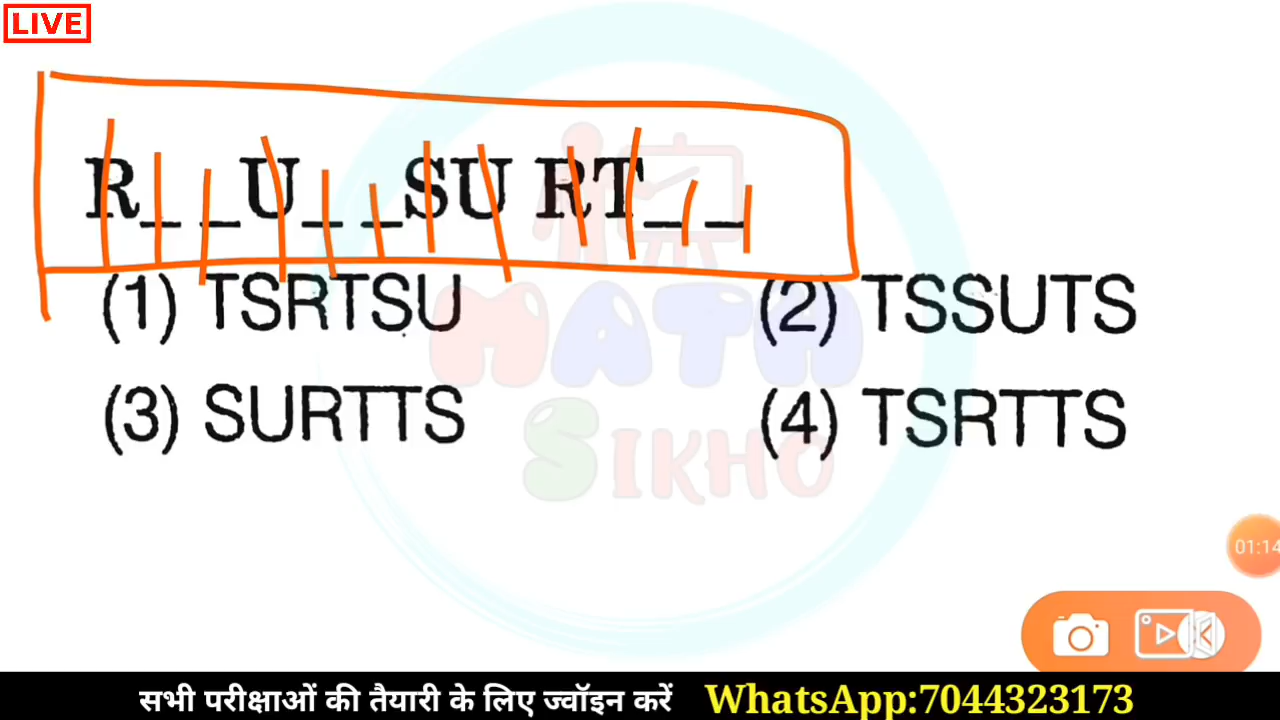 LIVE
R_ _U_ _ _SU RT_ _
(1) TSRTSU (2) TSSUTS
(3) SURTTS (4) TSRTTS
MATH
SIKHO
01:14
सभी परीक्षाओं की तैयारी के लिए ज्वॉइन करें WhatsApp:7044323173